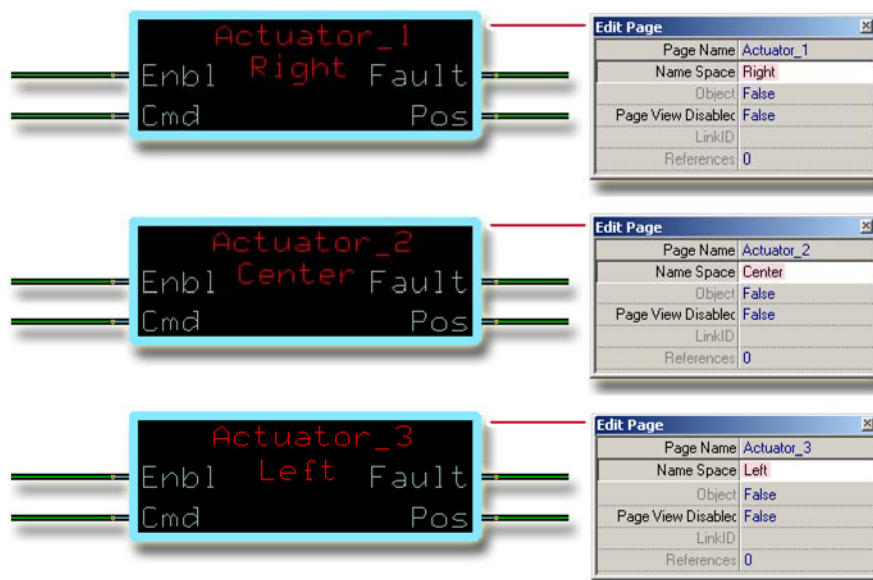 Actuator_1
Right
Enbl Fault
Cmd Pos
Edit Page
Page Name Actuator_1
Name Space Right
Object False
Page View Disablec False
LinkID
References 0
Actuator_2
Center
Enbl Fault
Cmd Pos
Edit Page
Page Name Actuator_2
Name Space Center
Object False
Page View Disablec False
LinkID
References 0
Actuator_3
Left
Enbl Fault
Cmd Pos
Edit Page
Page Name Actuator_3
Name Space Left
Object False
Page View Disablec False
LinkID
References 0